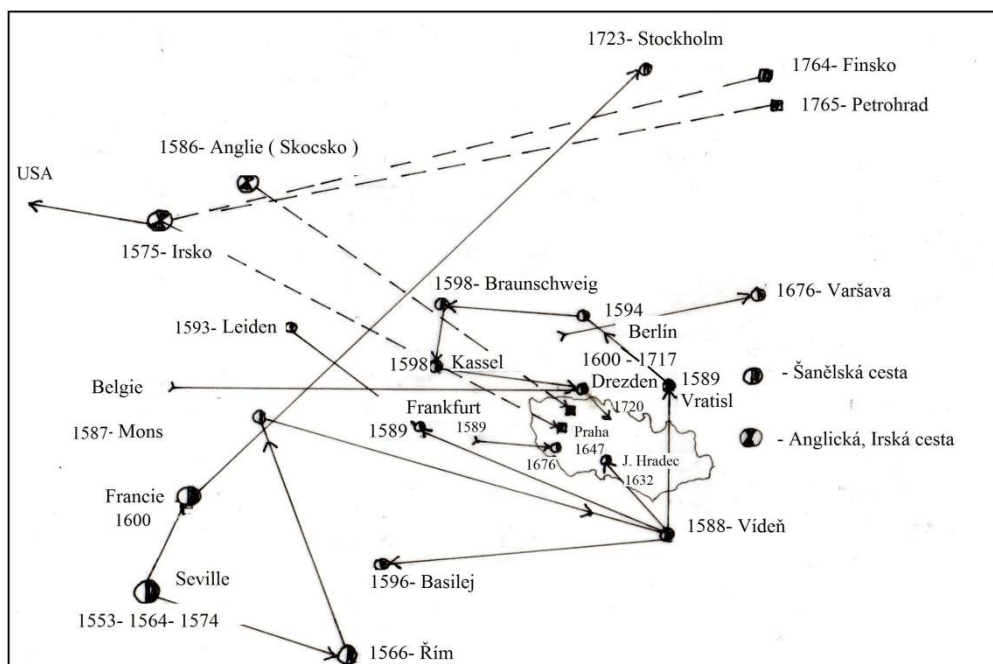 1723- Stockholm
1764- Finsko
1765- Petrohrad
1586- Anglie ( Skocsko )
USA
1575- Irsko
1598- Braunschweig
1676- Varšava
1594
Berlín
1593- Leiden
1600 - 1717
1598
Kassel
Drezden
1589
Vratisl
- Šanělská cesta
Belgie
1720
Frankfurt
1587- Mons
1589
1589
Praha
1647
- Anglická, Irská cesta
1676
J. Hradec
1632
Francie
1600
1588- Vídeň
1596- Basilej
Seville
1553- 1564- 1574
1566- Řím